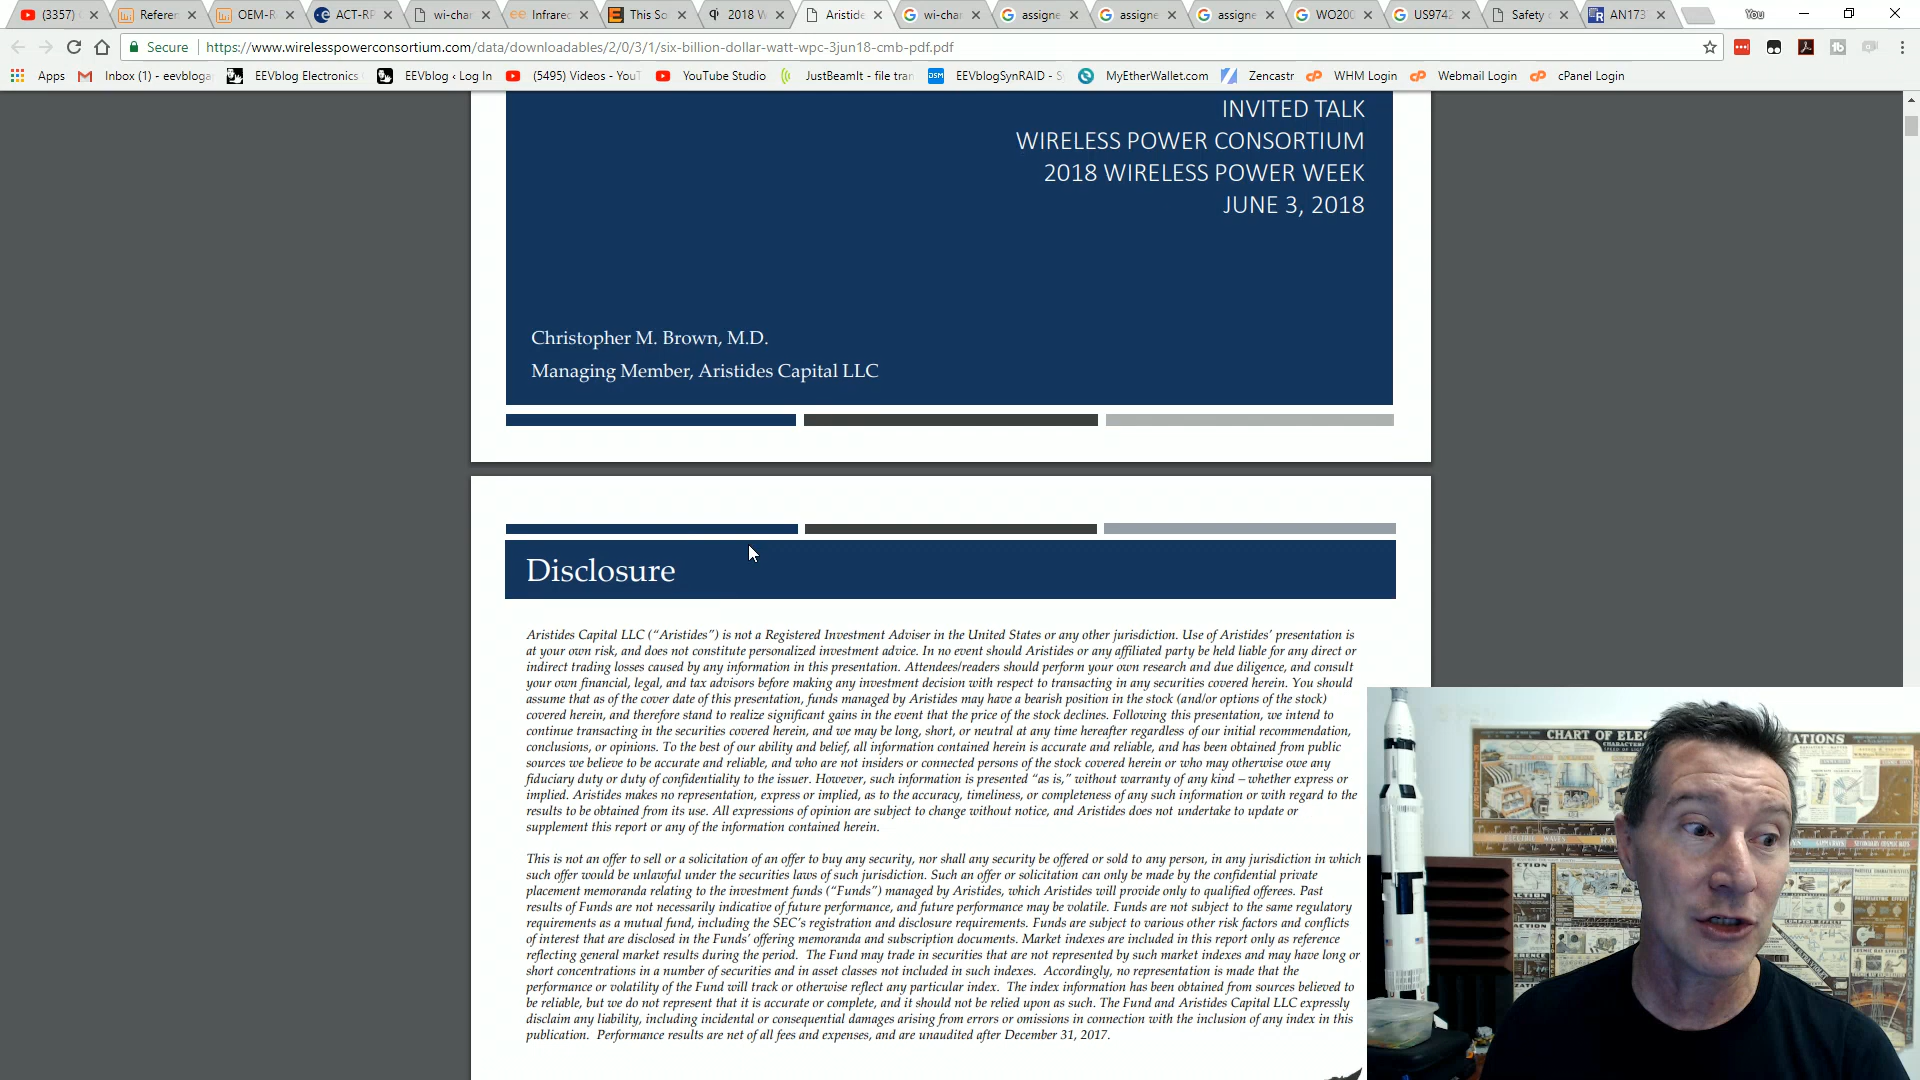 (3357)
Referen
OEM-R
ACT-RP
wi-char
Infrared
This So
2018 W
Aristide
wi-char
assigne
assigne
assigne
WO200
US9742
Safety
AN173
You
Secure
https://www.wirelesspowerconsortium.com/data/downloadables/2/0/3/1/six-billion-dollar-watt-wpc-3jun18-cmb-pdf.pdf
Apps
Inbox (1) - eevbloga
EEVblog Electronics
EEVblog ‹ Log In
(5495) Videos - YouT
YouTube Studio
JustBeamIt - file tran
EEVblogSynRAID - S
MyEtherWallet.com
Zencastr
WHM Login
Webmail Login
cPanel Login
INVITED TALK
WIRELESS POWER CONSORTIUM
2018 WIRELESS POWER WEEK
JUNE 3, 2018
Christopher M. Brown, M.D.
Managing Member, Aristides Capital LLC
Disclosure
Aristides Capital LLC (“Aristides”) is not a Registered Investment Adviser in the United States or any other jurisdiction. Use of Aristides’ presentation is
at your own risk, and does not constitute personalized investment advice. In no event should Aristides or any affiliated party be held liable for any direct or
indirect trading losses caused by any information in this presentation. Attendees/readers should perform your own research and due diligence, and consult
your own financial, legal, and tax advisors before making any investment decision with respect to transacting in any securities covered herein. You should
assume that as of the cover date of this presentation, funds managed by Aristides may have a bearish position in the stock (and/or options of the stock)
covered herein, and therefore stand to realize significant gains in the event that the price of the stock declines. Following this presentation, we intend to
continue transacting in the securities covered herein, and we may be long, short, or neutral at any time hereafter regardless of our initial recommendation,
conclusions, or opinions. To the best of our ability and belief, all information contained herein is accurate and reliable, and has been obtained from public
sources we believe to be accurate and reliable, and who are not insiders or connected persons of the stock covered herein or who may otherwise owe any
fiduciary duty or duty of confidentiality to the issuer. However, such information is presented “as is,” without warranty of any kind – whether express or
implied. Aristides makes no representation, express or implied, as to the accuracy, timeliness, or completeness of any such information or with regard to the
results to be obtained from its use. All expressions of opinion are subject to change without notice, and Aristides does not undertake to update or
supplement this report or any of the information contained herein.
This is not an offer to sell or a solicitation of an offer to buy any security, nor shall any security be offered or sold to any person, in any jurisdiction in which
such offer would be unlawful under the securities laws of such jurisdiction. Such an offer or solicitation can only be made by the confidential private
placement memoranda relating to the investment funds (“Funds”) managed by Aristides, which Aristides will provide only to qualified offerees. Past
results of Funds are not necessarily indicative of future performance, and future performance may be volatile. Funds are not subject to the same regulatory
requirements as a mutual fund, including the SEC’s registration and disclosure requirements. Funds are subject to various other risk factors and conflicts
of interest that are disclosed in the Funds’ offering memoranda and subscription documents. Market indexes are included in this report only as reference
reflecting general market results during the period. The Fund may trade in securities that are not represented by such market indexes and may have long or
short concentrations in a number of securities and in asset classes not included in such indexes. Accordingly, no representation is made that the
performance or volatility of the Fund will track or otherwise reflect any particular index. The index information has been obtained from sources believed to
be reliable, but we do not represent that it is accurate or complete, and it should not be relied upon as such. The Fund and Aristides Capital LLC expressly
disclaim any liability, including incidental or consequential damages arising from errors or omissions in connection with the inclusion of any index in this
publication. Performance results are net of all fees and expenses, and are unaudited after December 31, 2017.
CHART OF ELEC